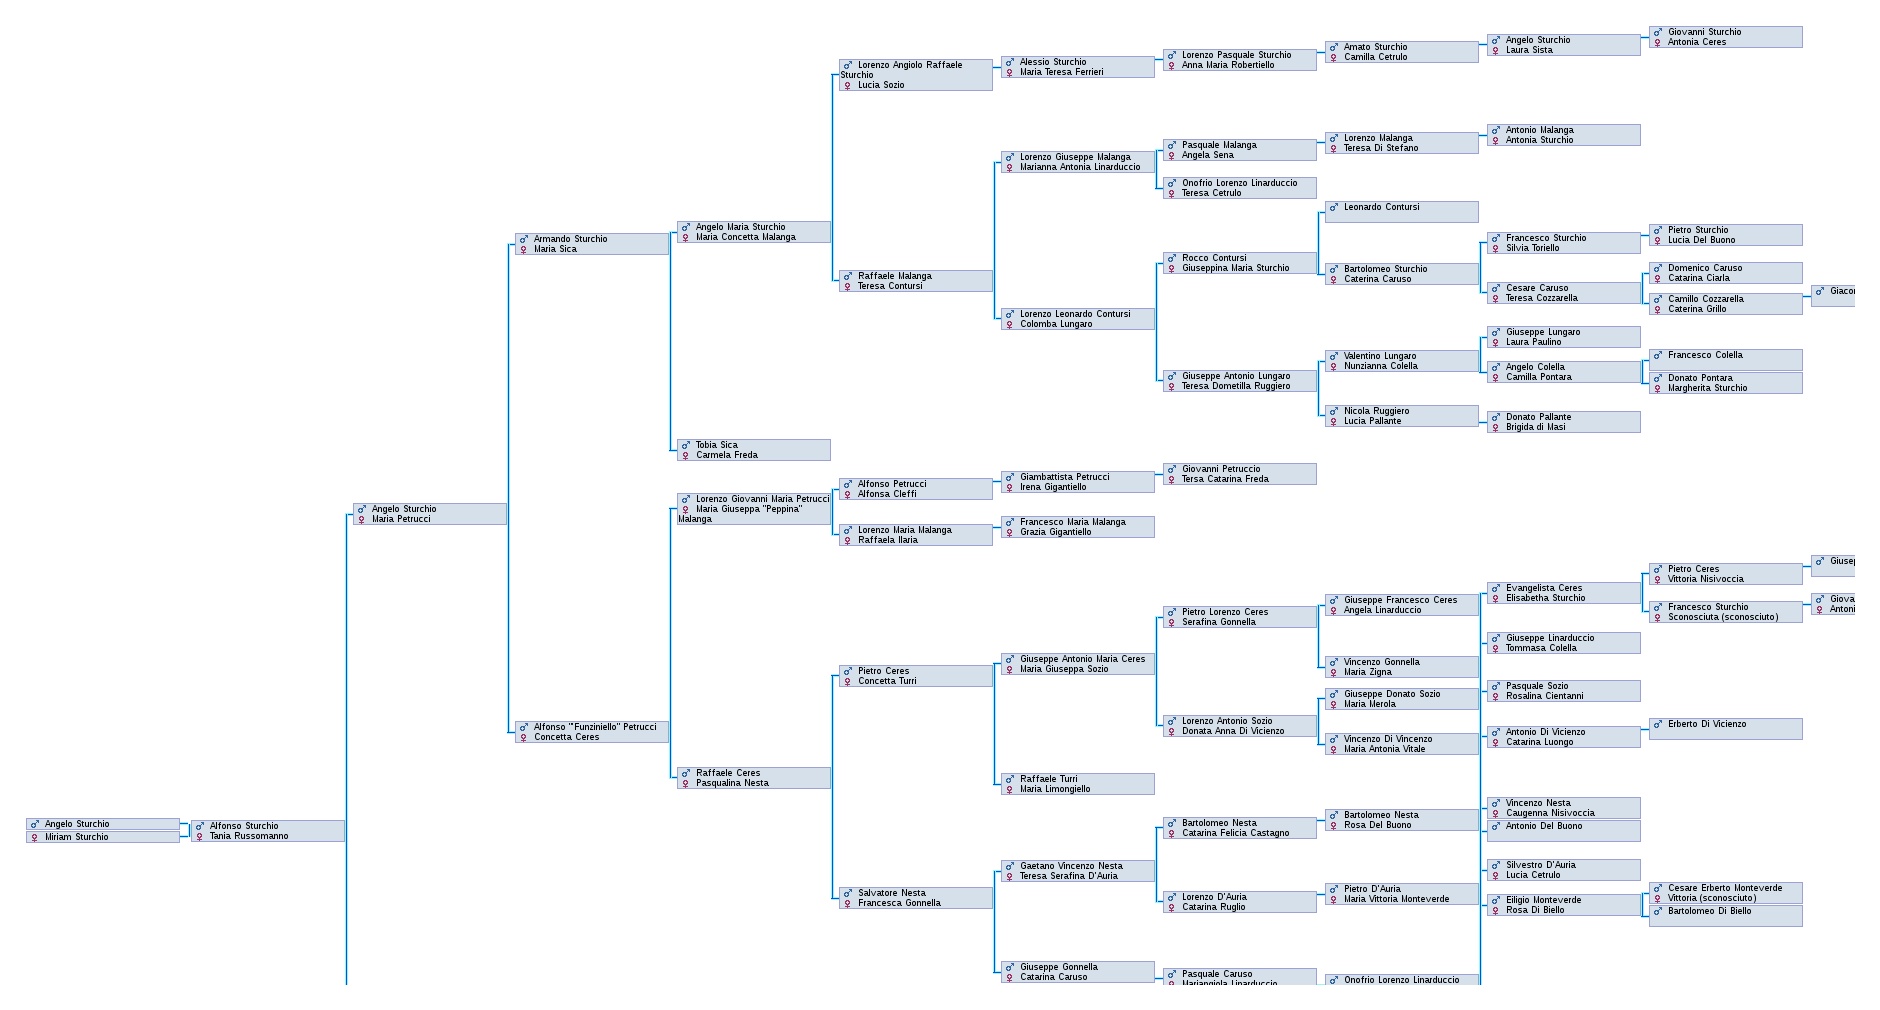 Angelo Sturchio
Miriam Sturchio
Alfonso Sturchio
Tania Russomanno
Angelo Sturchio
Maria Petrucci
Armando Sturchio
Maria Sica
Alfonso "'Funziniello" Petrucci
Concetta Ceres
Angelo Maria Sturchio
Maria Concetta Malanga
Tobia Sica
Carmela Freda
Lorenzo Giovanni Maria Petrucci
Maria Giuseppa "Peppina"
Malanga
Raffaele Ceres
Pasqualina Nesta
Lorenzo Angiolo Raffaele
Sturchio
Lucia Sozio
Raffaele Malanga
Teresa Contursi
Alfonso Petrucci
Alfonsa Cleffi
Lorenzo Maria Malanga
Raffaela Ilaria
Pietro Ceres
Concetta Turri
Salvatore Nesta
Francesca Gonnella
Alessio Sturchio
Maria Teresa Ferrieri
Lorenzo Giuseppe Malanga
Marianna Antonia Linarduccio
Lorenzo Leonardo Contursi
Colomba Lungaro
Giambattista Petrucci
Irena Gigantiello
Francesco Maria Malanga
Grazia Gigantiello
Giuseppe Antonio Maria Ceres
Maria Giuseppa Sozio
Raffaele Turri
Maria Limongiello
Gaetano Vincenzo Nesta
Teresa Serafina D'Auria
Giuseppe Gonnella
Catarina Caruso
Lorenzo Pasquale Sturchio
Anna Maria Robertiello
Pasquale Malanga
Angela Sena
Onofrio Lorenzo Linarduccio
Teresa Cetrulo
Rocco Contursi
Giuseppina Maria Sturchio
Giuseppe Antonio Lungaro
Teresa Dometilla Ruggiero
Giovanni Petruccio
Tersa Catarina Freda
Pietro Lorenzo Ceres
Serafina Gonnella
Lorenzo Antonio Sozio
Donata Anna Di Vicienzo
Bartolomeo Nesta
Catarina Felicia Castagno
Lorenzo D'Auria
Catarina Ruglio
Pasquale Caruso
Mariangiola Linarduccio
Amato Sturchio
Camilla Cetrulo
Lorenzo Malanga
Teresa Di Stefano
Leonardo Contursi
Bartolomeo Sturchio
Caterina Caruso
Valentino Lungaro
Nunzianna Colella
Nicola Ruggiero
Lucia Pallante
Giuseppe Francesco Ceres
Angela Linarduccio
Vincenzo Gonnella
Maria Zigna
Giuseppe Donato Sozio
Maria Merola
Vincenzo Di Vincenzo
Maria Antonia Vitale
Bartolomeo Nesta
Rosa Del Buono
Pietro D'Auria
Maria Vittoria Monteverde
Onofrio Lorenzo Linarduccio
Angelo Sturchio
Laura Sista
Antonio Malanga
Antonia Sturchio
Francesco Sturchio
Silvia Toriello
Cesare Caruso
Teresa Cozzarella
Giuseppe Lungaro
Laura Paulino
Angelo Colella
Camilla Pontara
Donato Pallante
Brigida di Masi
Evangelista Ceres
Elisabetha Sturchio
Giuseppe Linarduccio
Tommasa Colella
Pasquale Sozio
Rosalina Cientanni
Antonio Di Vicienzo
Catarina Luongo
Vincenzo Nesta
Caugenna Nisivoccia
Antonio Del Buono
Silvestro D'Auria
Lucia Cetrulo
Eiligio Monteverde
Rosa Di Biello
Giovanni Sturchio
Antonia Ceres
Pietro Sturchio
Lucia Del Buono
Domenico Caruso
Catarina Ciarla
Camillo Cozzarella
Caterina Grillo
Francesco Colella
Donato Pontara
Margherita Sturchio
Pietro Ceres
Vittoria Nisivoccia
Francesco Sturchio
Sconosciuta (sconosciuto)
Erberto Di Vicienzo
Cesare Erberto Monteverde
Vittoria (sconosciuto)
Bartolomeo Di Biello